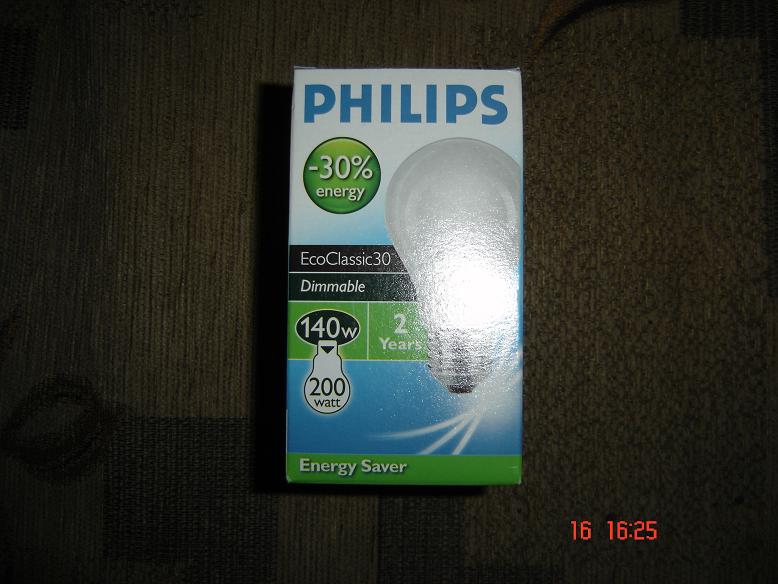 PHILIPS
-30%
energy
EcoClassic30
Dimmable
140w
2
Years
200
watt
Energy Saver
16 16:25